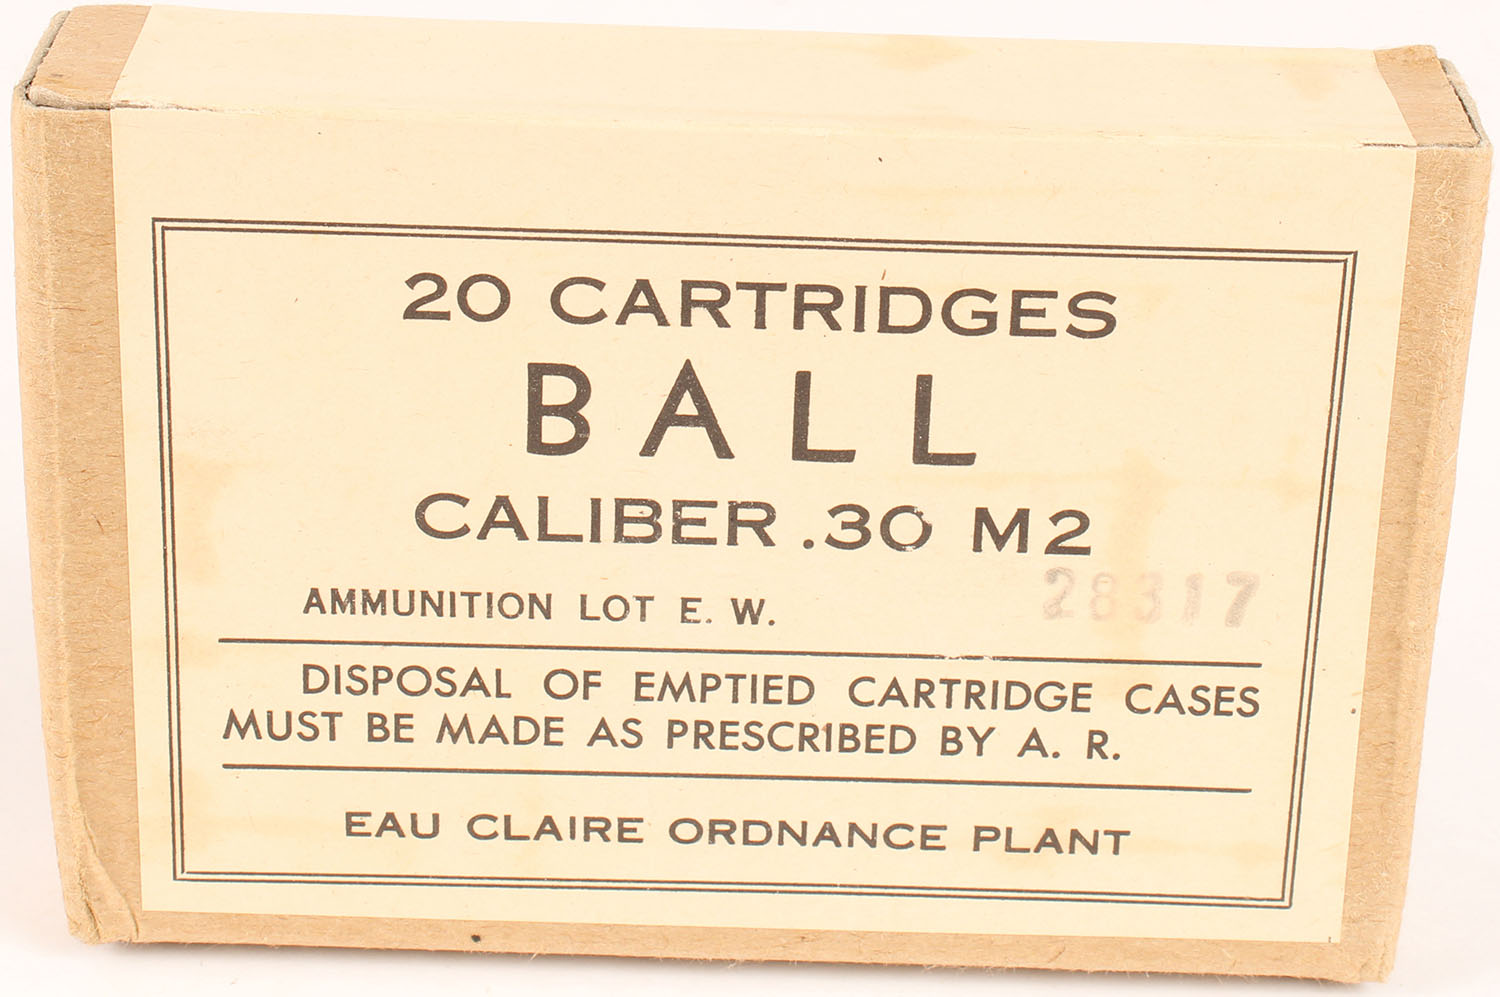 20 CARTRIDGES
BALL
CALIBER .30 M2
AMMUNITION LOT E. W. 28317
DISPOSAL OF EMPTIED CARTRIDGE CASES
MUST BE MADE AS PRESCRIBED BY A. R.
EAU CLAIRE ORDNANCE PLANT